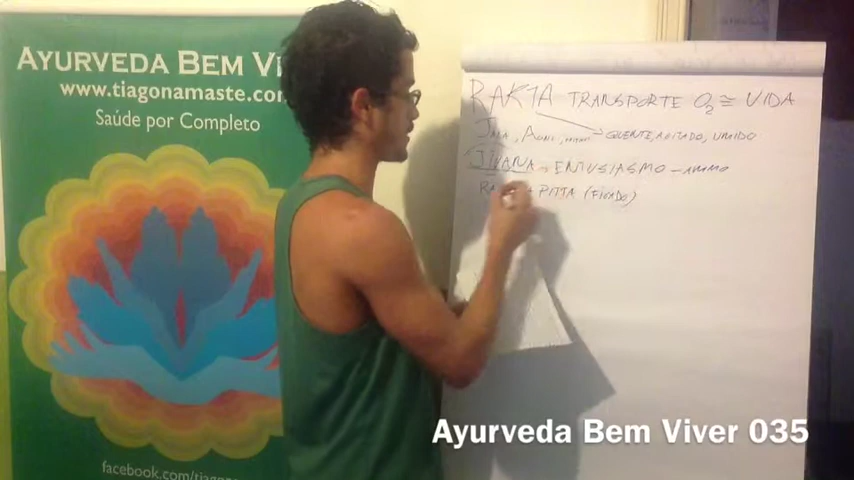 AYURVEDA BEM VI
www.tiagonamaste.com
Saúde por Completo
facebook.com/tiagon
RAKTA TRANSPORTE O₂ ≅ VIDA
JALA, AGNI, QUENTE, AGITADO, UMIDO
JIVANA - ENTUSIASMO - ANIMO
PITTA (FIGADO)
Ayurveda Bem Viver 035